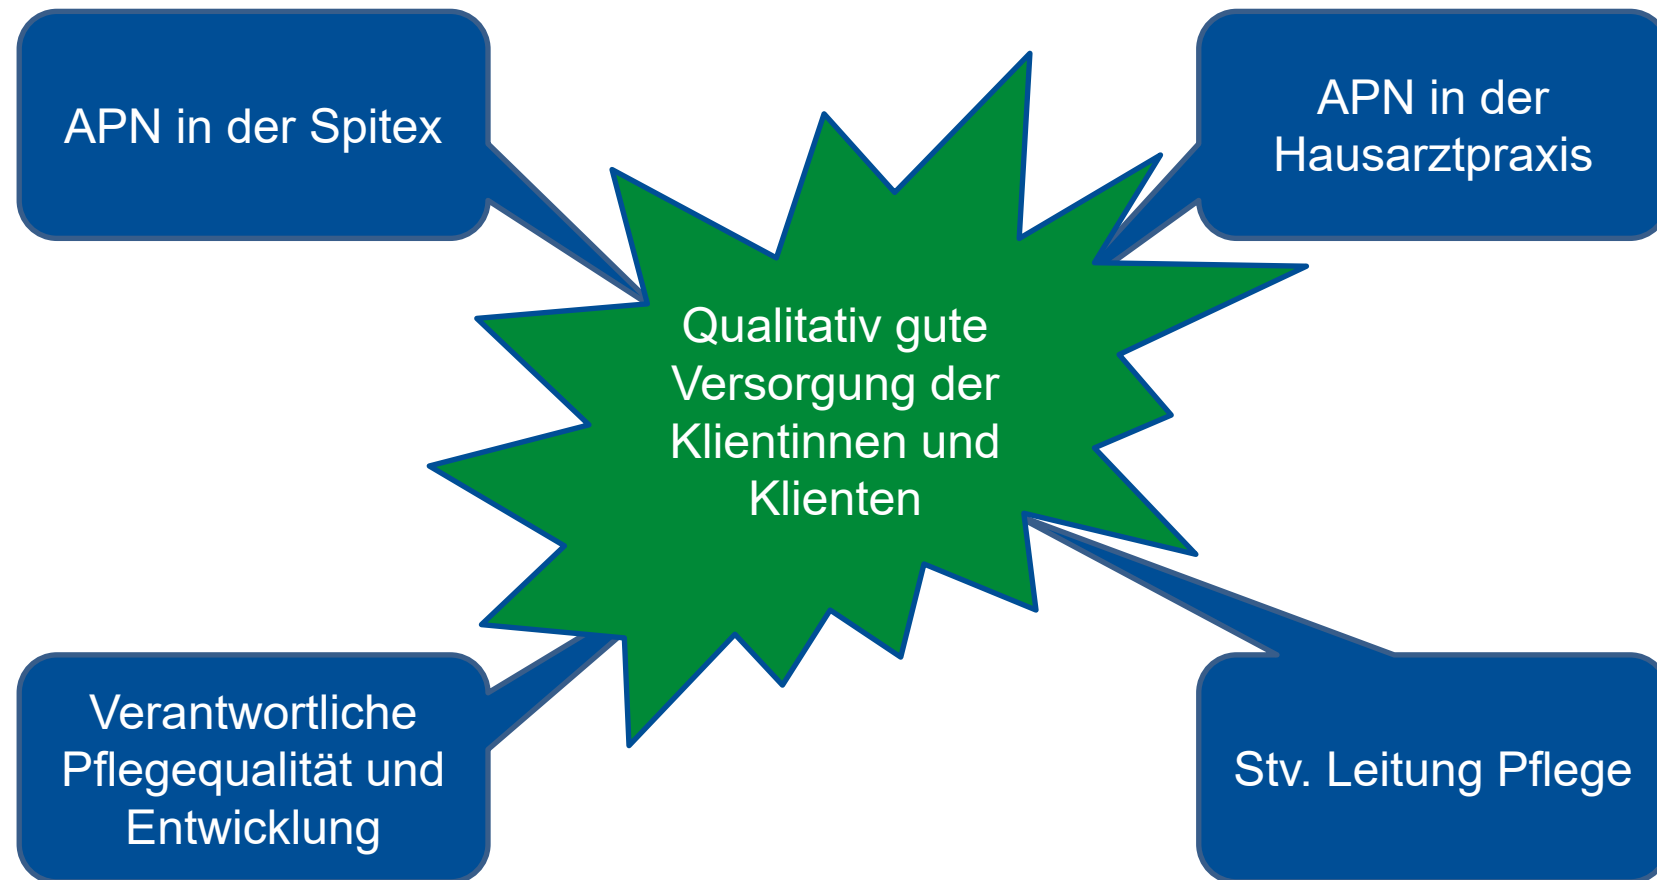 APN in der Spitex
APN in der
Hausarztpraxis
Qualitativ gute
Versorgung der
Klientinnen und
Klienten
Verantwortliche
Pflegequalität und
Entwicklung
Stv. Leitung Pflege